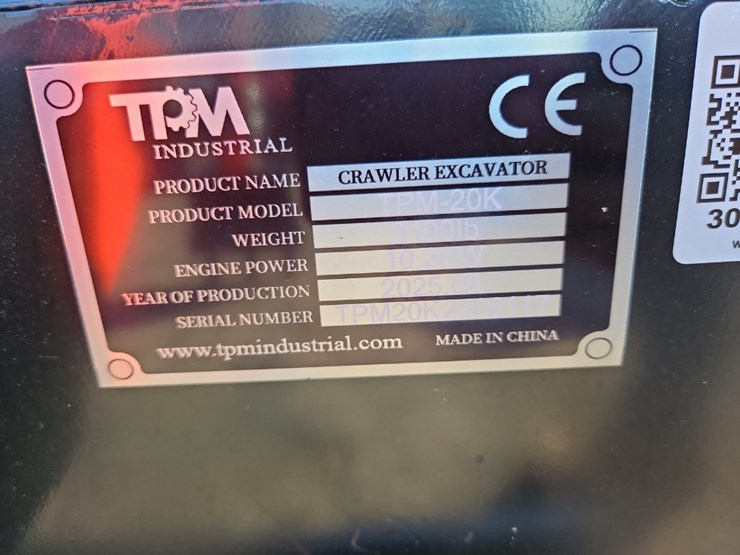 TPM
INDUSTRIAL
CE
PRODUCT NAME CRAWLER EXCAVATOR
PRODUCT MODEL TPM-20K
WEIGHT
ENGINE POWER
YEAR OF PRODUCTION
SERIAL NUMBER
www.tpmindustrial.com MADE IN CHINA
30